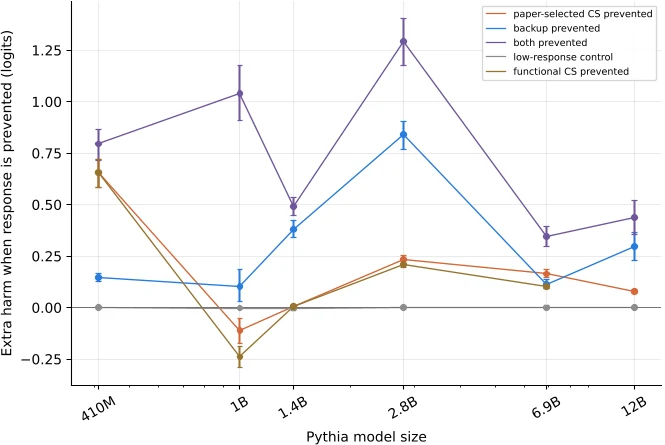 Extra harm when response is prevented (logits)
1.25
1.00
0.75
0.50
0.25
0.00
−0.25
paper-selected CS prevented
backup prevented
both prevented
low-response control
functional CS prevented
410M
1B
1.4B
2.8B
6.9B
12B
Pythia model size